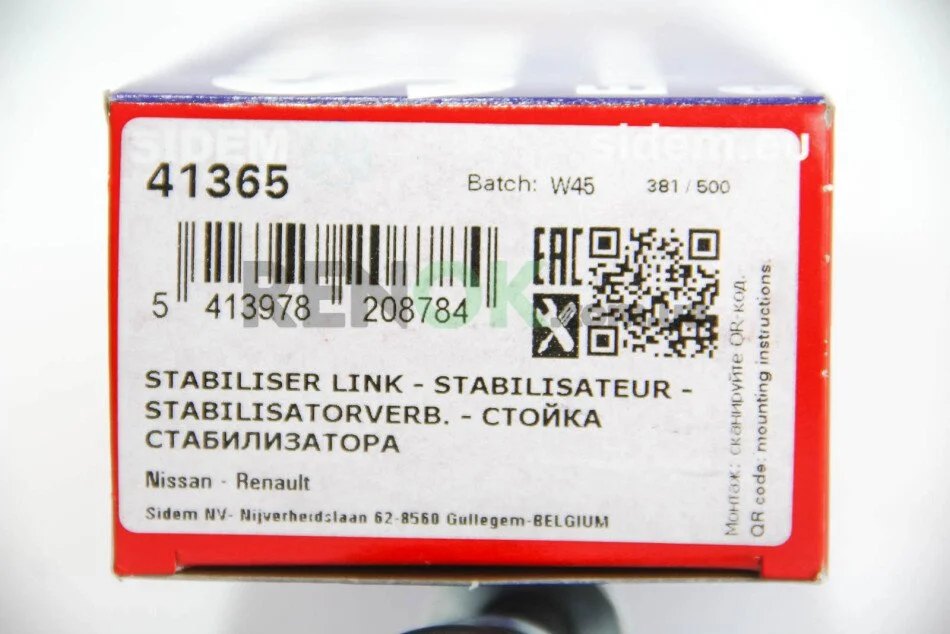 SIDEM
sidem.eu
41365
Batch: W45
381 / 500
EAC
5 413978 208784
RENOK
STABILISER LINK - STABILISATEUR -
STABILISATORVERB. - СТОЙКА
СТАБИЛИЗАТОРА
Nissan - Renault
Sidem NV- Nijverheidslaan 62-8560 Gullegem-BELGIUM
Монтаж: сканируйте QR-код.
QR code: mounting instructions.